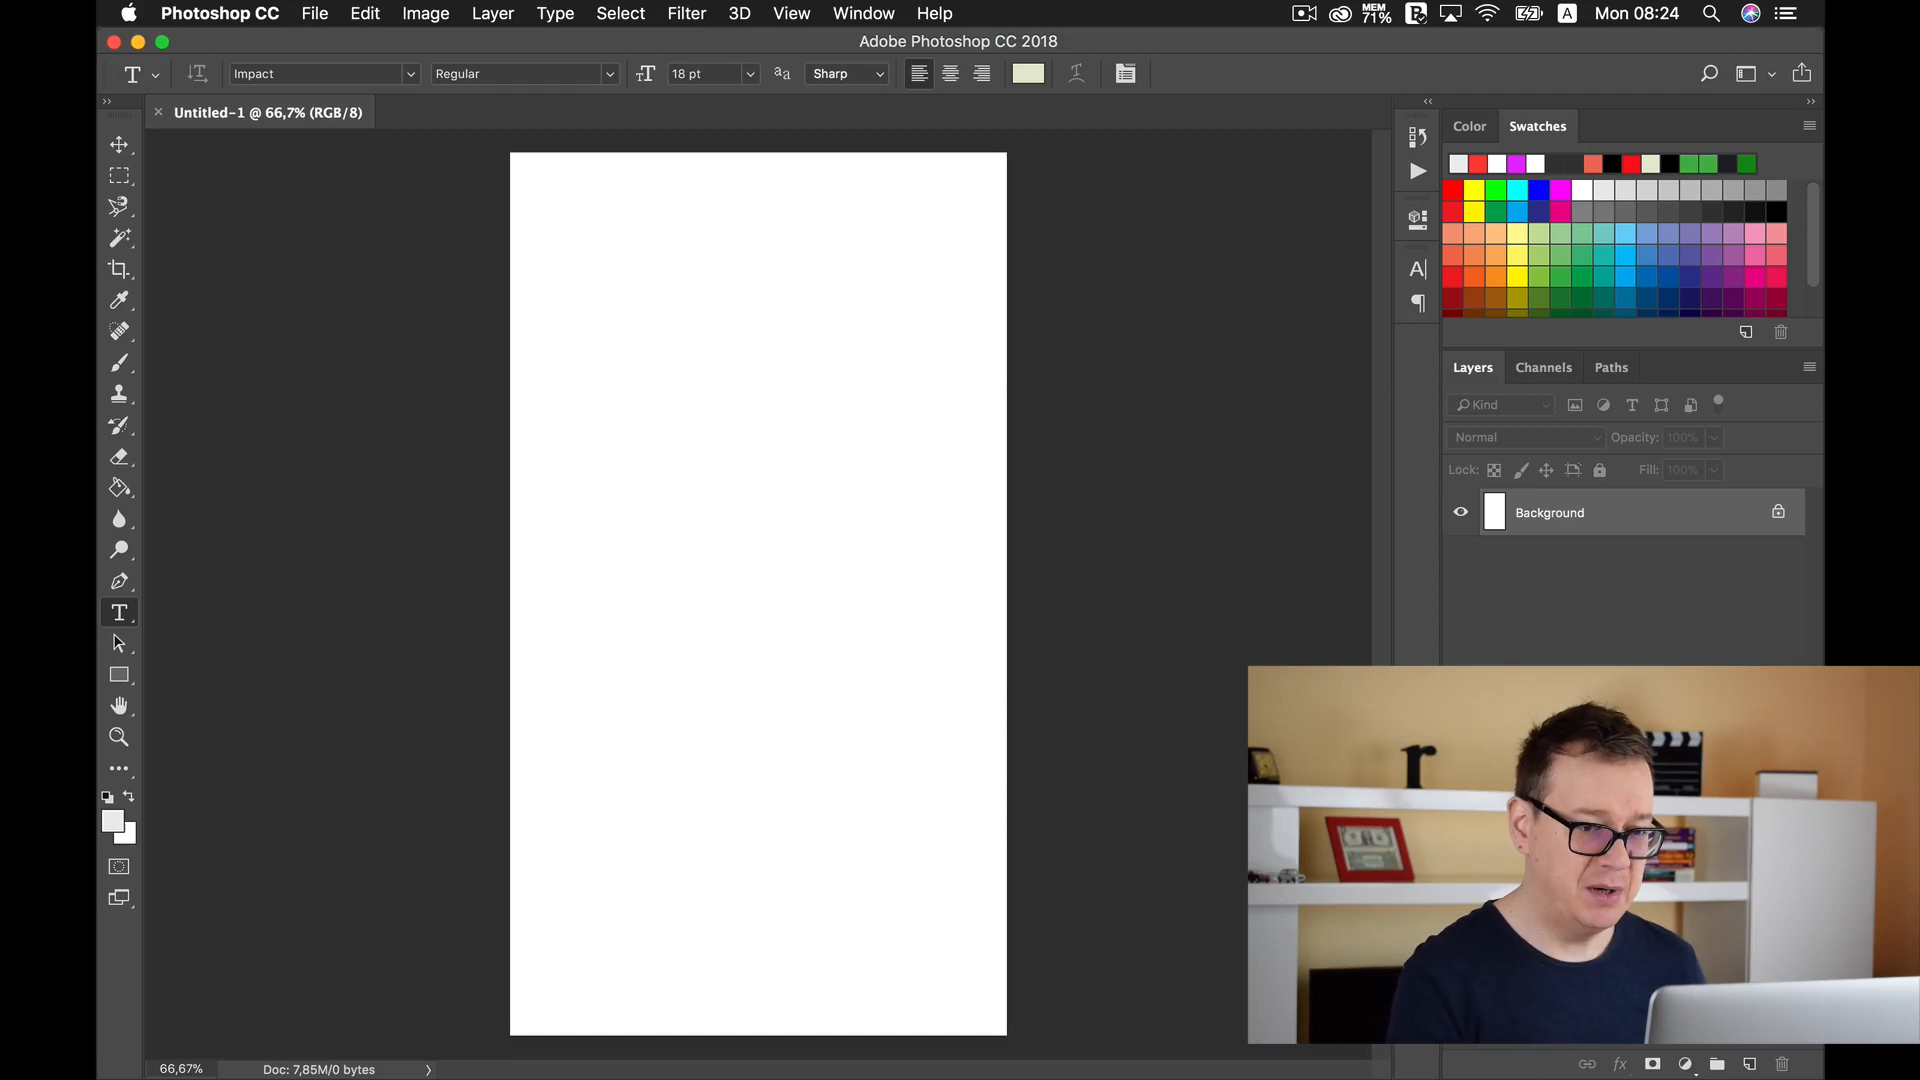 Photoshop CC File Edit Image Layer Type Select Filter 3D View Window Help MEM 71% A Mon 08:24
Adobe Photoshop CC 2018
T Impact Regular 18 pt Sharp
Untitled-1 @ 66,7% (RGB/8)
Color Swatches
Layers Channels Paths
Kind
Normal Opacity: 100%
Lock: Fill: 100%
Background
66,67% Doc: 7,85M/0 bytes
fx